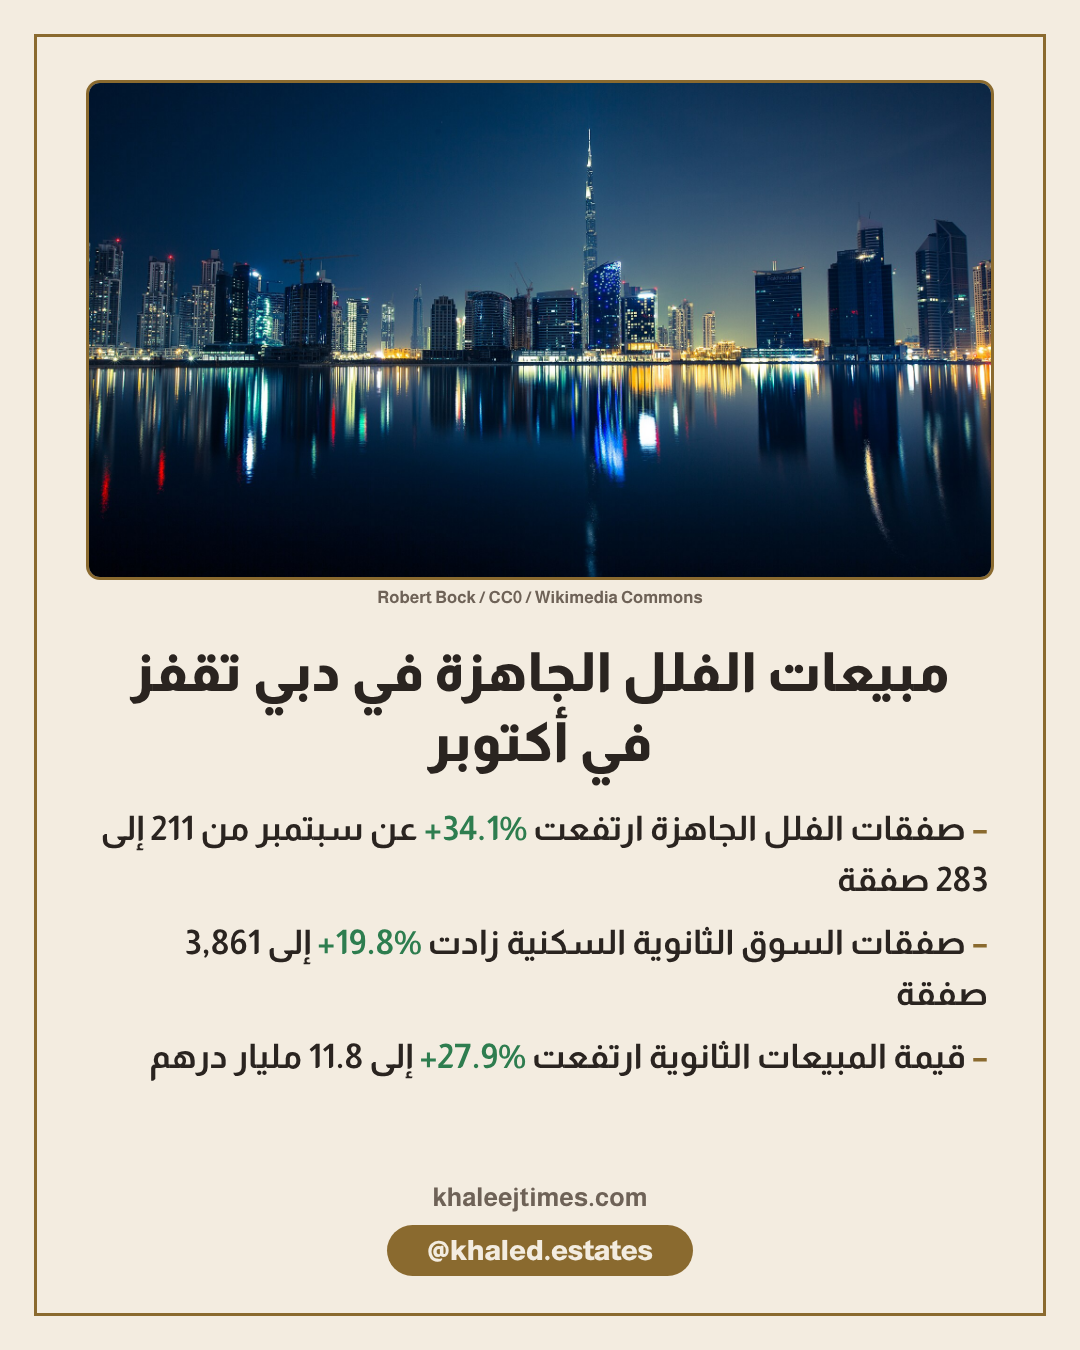 Robert Bock / CC0 / Wikimedia Commons
مبيعات الفلل الجاهزة في دبي تقفز
في أكتوبر
– صفقات الفلل الجاهزة ارتفعت +34.1% عن سبتمبر من 211 إلى
283 صفقة
– صفقات السوق الثانوية السكنية زادت +19.8% إلى 3,861
صفقة
– قيمة المبيعات الثانوية ارتفعت +27.9% إلى 11.8 مليار درهم
khaleejtimes.com
@khaled.estates